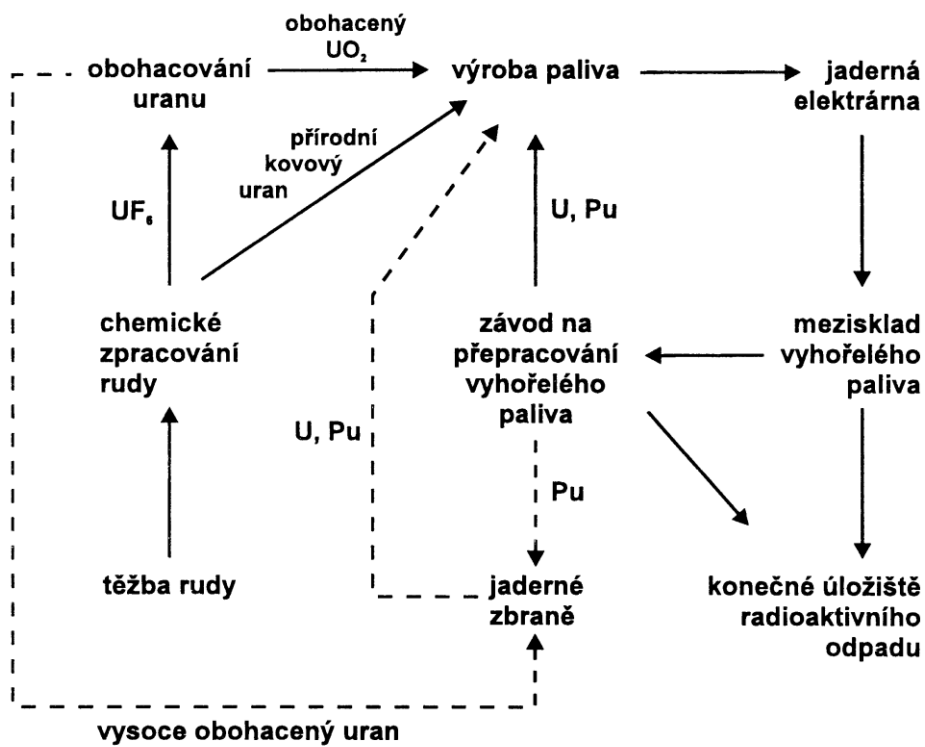 obohacený
UO₂
obohacování
uranu
výroba paliva
jaderná
elektrárna
přírodní
kovový
uran
UF₆
U, Pu
chemické
zpracování
rudy
závod na
přepracování
vyhořelého
paliva
mezisklad
vyhořelého
paliva
U, Pu
Pu
těžba rudy
jaderné
zbraně
konečné úložiště
radioaktivního
odpadu
vysoce obohacený uran